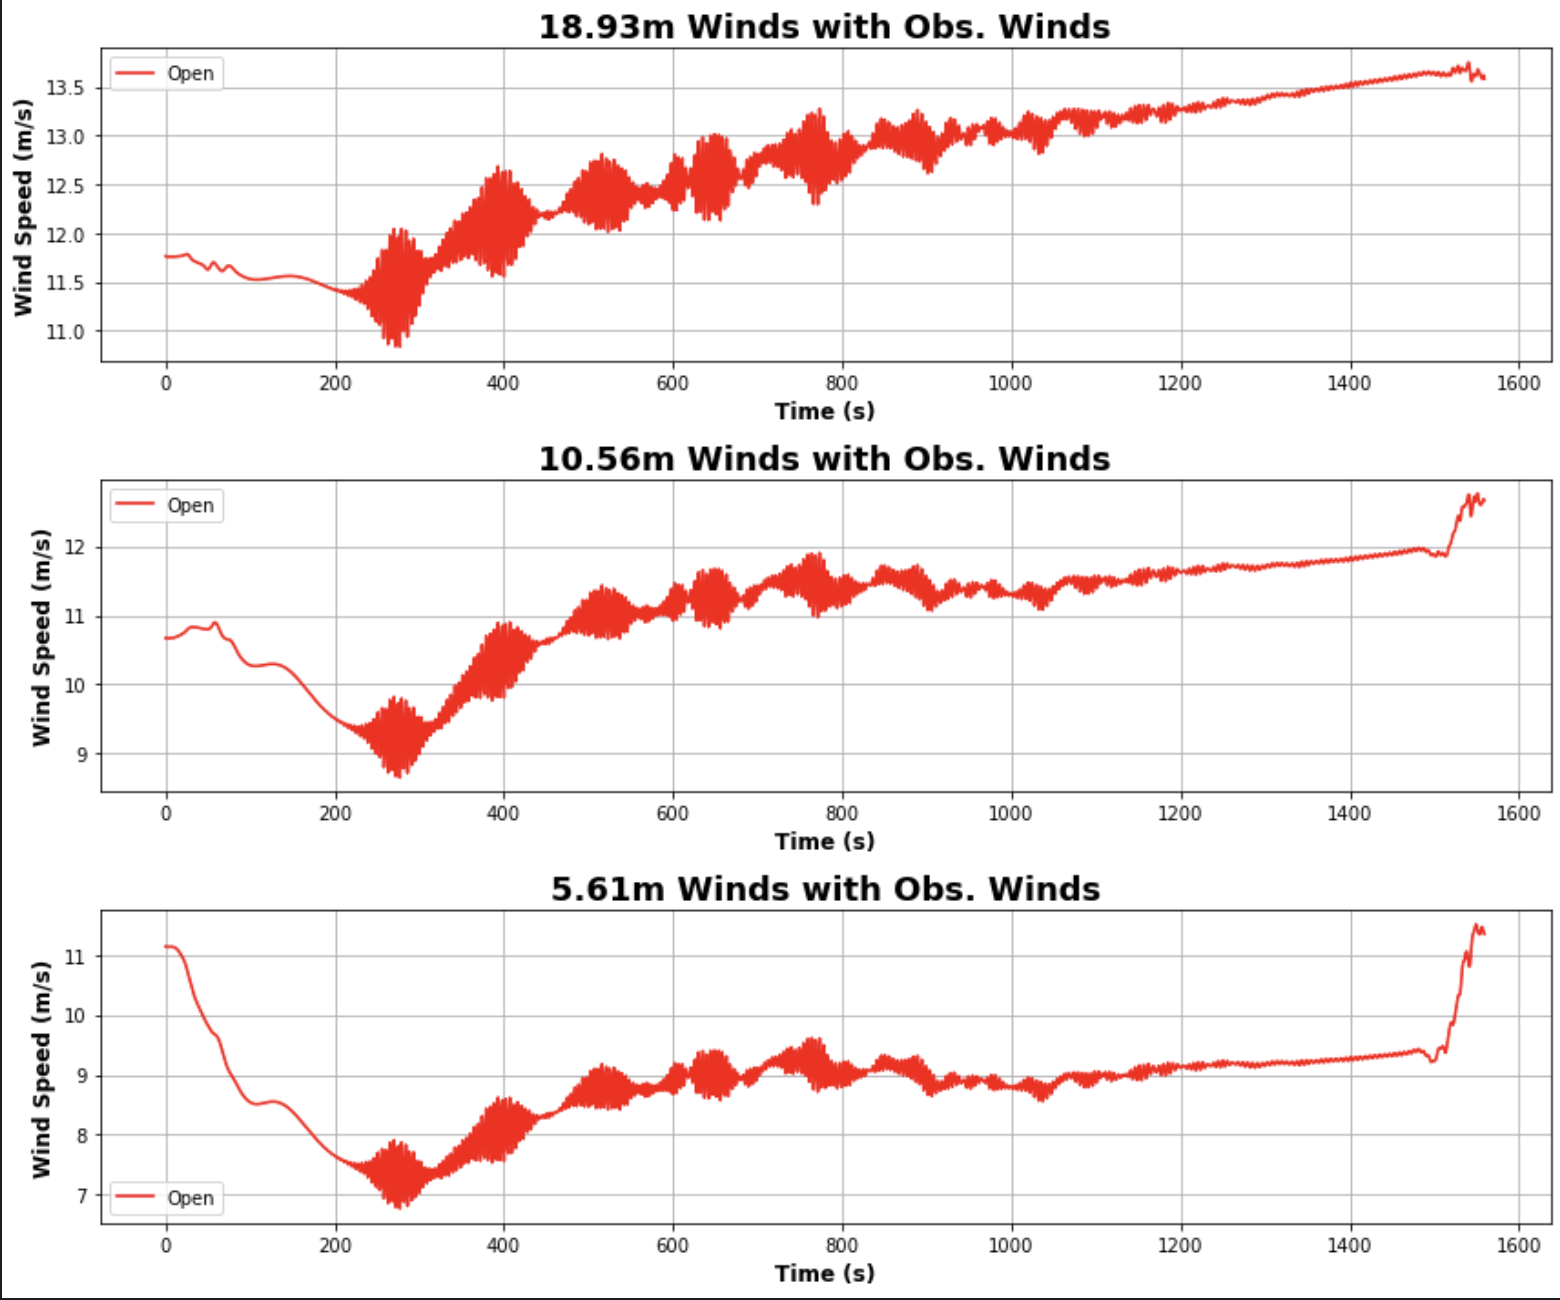 18.93m Winds with Obs. Winds
Open
Wind Speed (m/s)
13.5
13.0
12.5
12.0
11.5
11.0
0 200 400 600 800 1000 1200 1400 1600
Time (s)
10.56m Winds with Obs. Winds
Open
Wind Speed (m/s)
12
11
10
9
0 200 400 600 800 1000 1200 1400 1600
Time (s)
5.61m Winds with Obs. Winds
Wind Speed (m/s)
11
10
9
8
7
Open
0 200 400 600 800 1000 1200 1400 1600
Time (s)